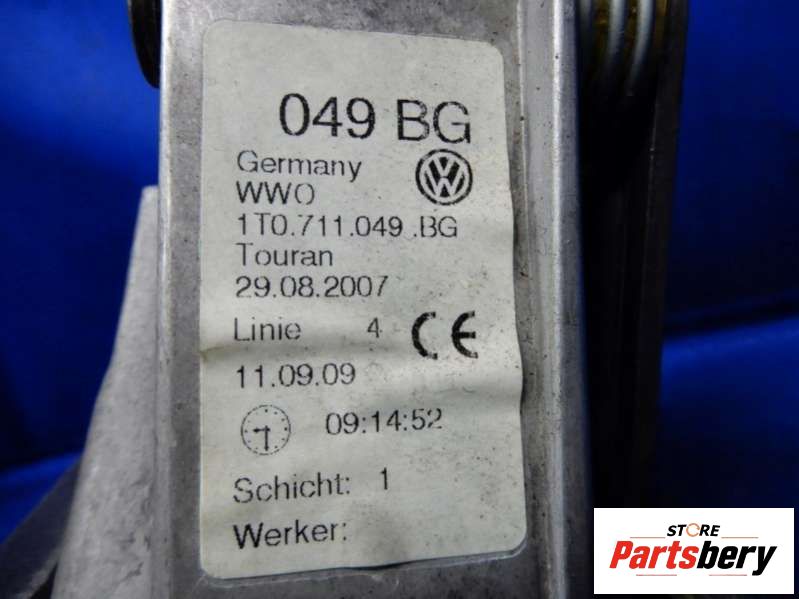 049 BG
Germany
WWO
1T0.711.049 .BG
Touran
29.08.2007
Linie 4 CE
11.09.09
09:14:52
Schicht: 1
Werker:
STORE
Partsbery